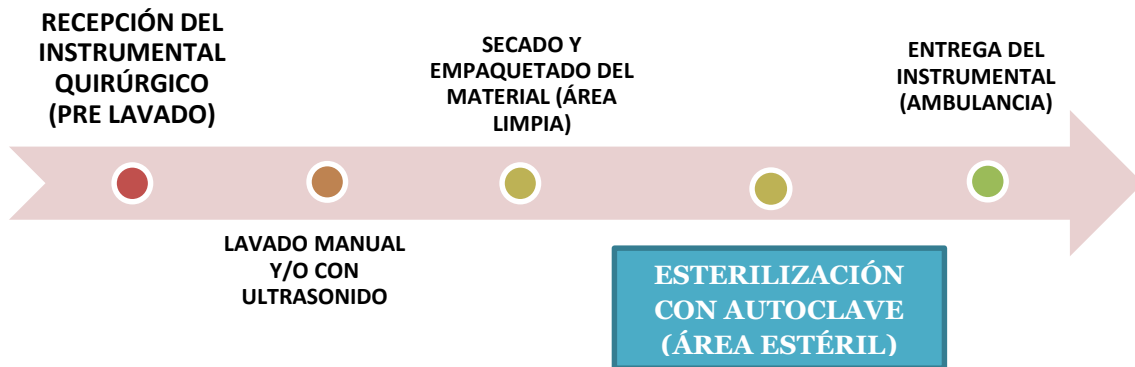 RECEPCIÓN DEL
INSTRUMENTAL
QUIRÚRGICO
(PRE LAVADO)
LAVADO MANUAL
Y/O CON
ULTRASONIDO
SECADO Y
EMPAQUETADO DEL
MATERIAL (ÁREA
LIMPIA)
ESTERILIZACIÓN
CON AUTOCLAVE
(ÁREA ESTÉRIL)
ENTREGA DEL
INSTRUMENTAL
(AMBULANCIA)